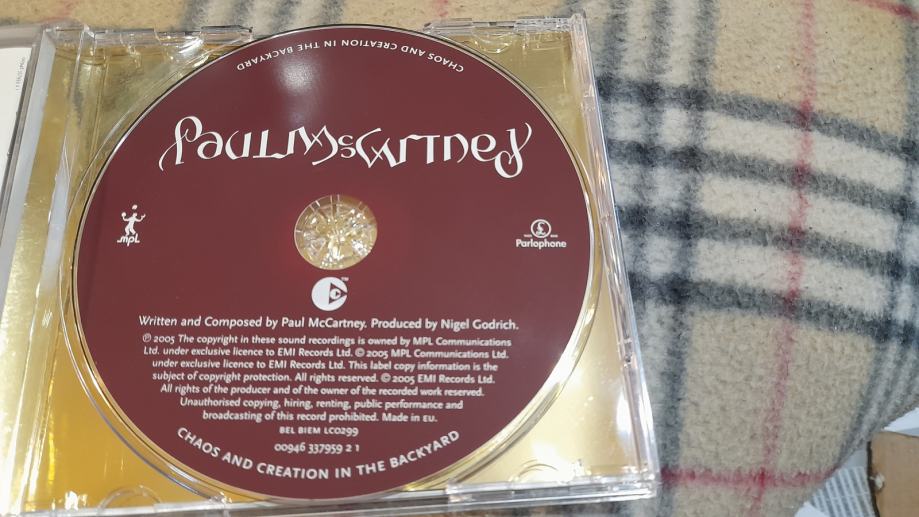 CHAOS AND CREATION IN THE BACKYARD
Paul McCartney
mpl
Parlophone
Written and Composed by Paul McCartney. Produced by Nigel Godrich.
℗ 2005 The copyright in these sound recordings is owned by MPL Communications
Ltd. under exclusive licence to EMI Records Ltd. © 2005 MPL Communications Ltd.
under exclusive licence to EMI Records Ltd. This label copy information is the
subject of copyright protection. All rights reserved. © 2005 EMI Records Ltd.
All rights of the producer and of the owner of the recorded work reserved.
Unauthorised copying, hiring, renting, public performance and
broadcasting of this record prohibited. Made in EU.
BEL BIEM LC0299
00946 337959 2 1
CHAOS AND CREATION IN THE BACKYARD